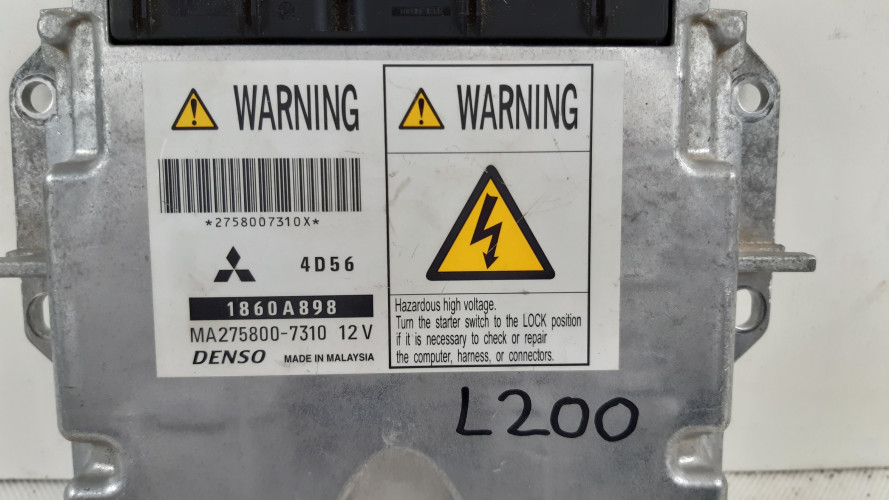 WARNING
*2758007310X*
4D56
1860A898
MA275800-7310 12V
DENSO MADE IN MALAYSIA
WARNING
Hazardous high voltage.
Turn the starter switch to the LOCK position
if it is necessary to check or repair
the computer, harness, or connectors.
L200